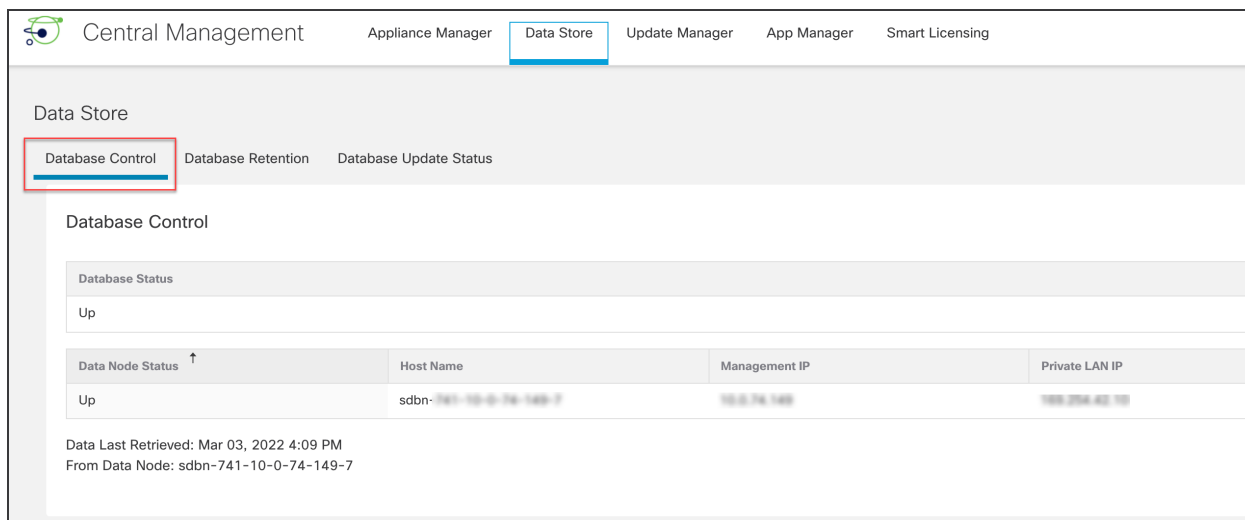 Central Management Appliance Manager Data Store Update Manager App Manager Smart Licensing
Data Store
Database Control Database Retention Database Update Status
Database Control
Database Status
Up
Data Node Status ↑ Host Name Management IP Private LAN IP
Up sdbn-
Data Last Retrieved: Mar 03, 2022 4:09 PM
From Data Node: sdbn-741-10-0-74-149-7